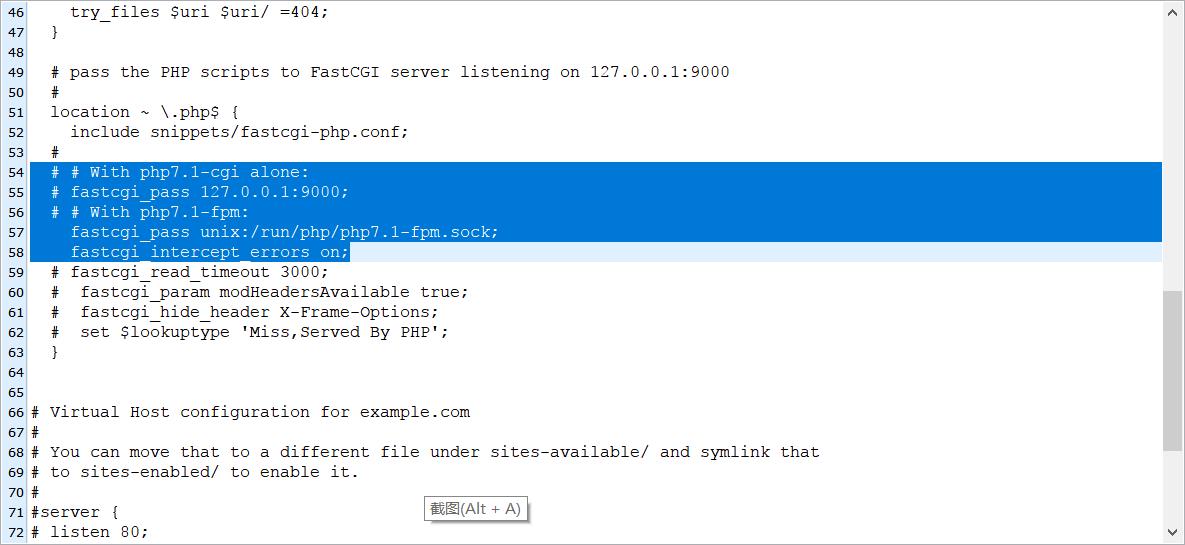 46 try_files $uri $uri/ =404;
47 }
48
49 # pass the PHP scripts to FastCGI server listening on 127.0.0.1:9000
50 #
51 location ~ \.php$ {
52 include snippets/fastcgi-php.conf;
53 #
54 # # With php7.1-cgi alone:
55 # fastcgi_pass 127.0.0.1:9000;
56 # # With php7.1-fpm:
57 fastcgi_pass unix:/run/php/php7.1-fpm.sock;
58 fastcgi_intercept_errors on;
59 # fastcgi_read_timeout 3000;
60 # fastcgi_param modHeadersAvailable true;
61 # fastcgi_hide_header X-Frame-Options;
62 # set $lookuptype 'Miss,Served By PHP';
63 }
64
65
66 # Virtual Host configuration for example.com
67 #
68 # You can move that to a different file under sites-available/ and symlink that
69 # to sites-enabled/ to enable it.
70 #
71 #server {
72 # listen 80;
截图(Alt + A)